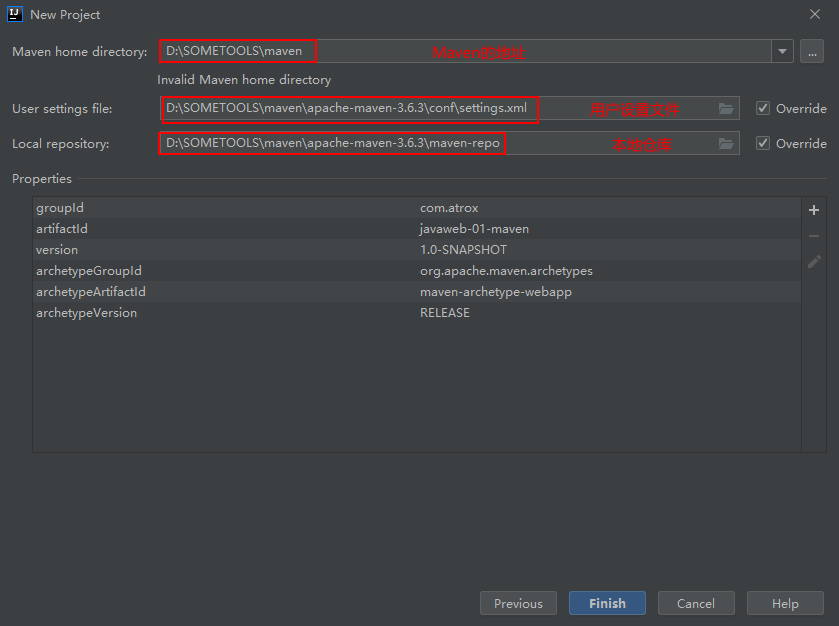 New Project
Maven home directory: D:\SOMETOOLS\maven Maven的地址 ...
Invalid Maven home directory
User settings file: D:\SOMETOOLS\maven\apache-maven-3.6.3\conf\settings.xml 用户设置文件 Override
Local repository: D:\SOMETOOLS\maven\apache-maven-3.6.3\maven-repo 本地仓库 Override
Properties
groupId com.atrox
artifactId javaweb-01-maven
version 1.0-SNAPSHOT
archetypeGroupId org.apache.maven.archetypes
archetypeArtifactId maven-archetype-webapp
archetypeVersion RELEASE
Previous Finish Cancel Help